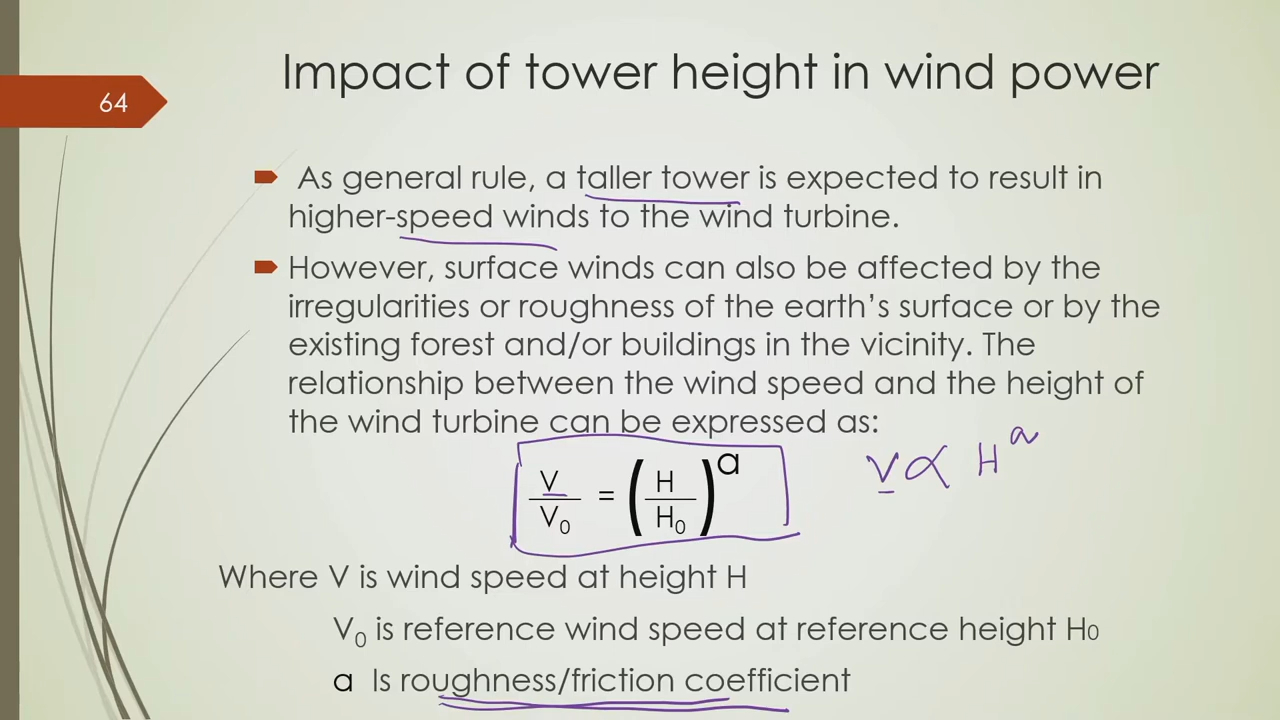 Impact of tower height in wind power
64
As general rule, a taller tower is expected to result in
higher-speed winds to the wind turbine.
However, surface winds can also be affected by the
irregularities or roughness of the earth's surface or by the
existing forest and/or buildings in the vicinity. The
relationship between the wind speed and the height of
the wind turbine can be expressed as:
V/V₀ = (H/H₀)ᵃ
V ∝ Hᵃ
Where V is wind speed at height H
V₀ is reference wind speed at reference height H₀
a Is roughness/friction coefficient